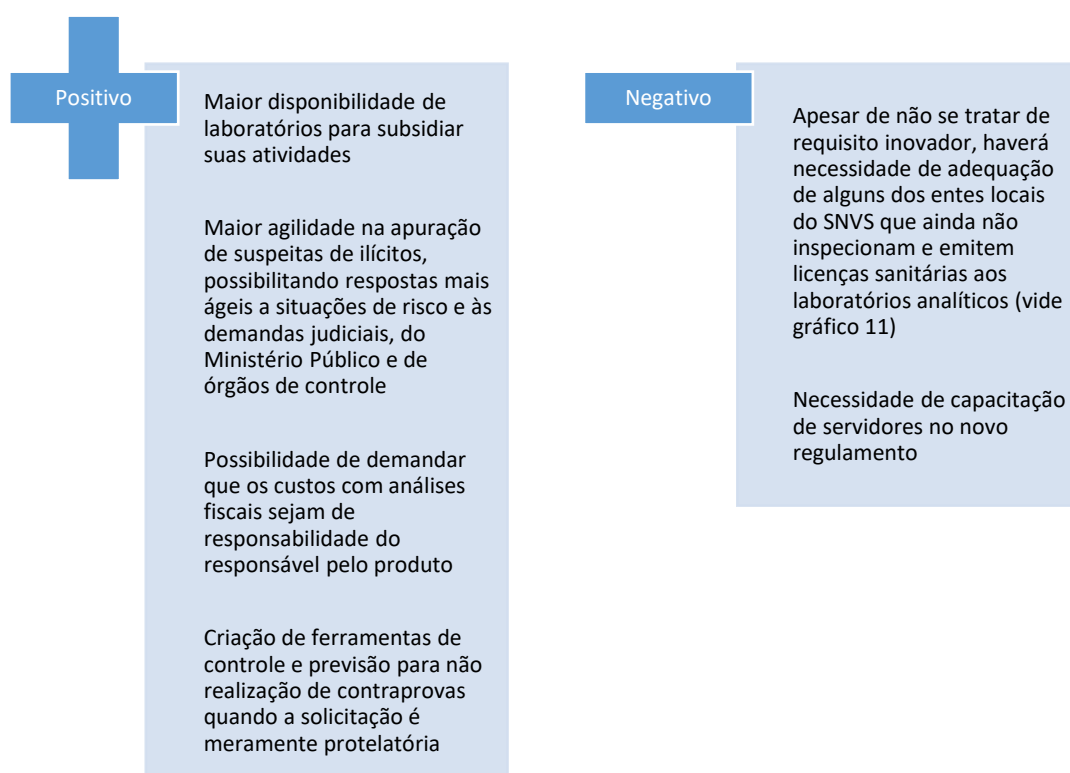 Positivo
Maior disponibilidade de
laboratórios para subsidiar
suas atividades
Maior agilidade na apuração
de suspeitas de ilícitos,
possibilitando respostas mais
ágeis a situações de risco e às
demandas judiciais, do
Ministério Público e de
órgãos de controle
Possibilidade de demandar
que os custos com análises
fiscais sejam de
responsabilidade do
responsável pelo produto
Criação de ferramentas de
controle e previsão para não
realização de contraprovas
quando a solicitação é
meramente protelatória
Negativo
Apesar de não se tratar de
requisito inovador, haverá
necessidade de adequação
de alguns dos entes locais
do SNVS que ainda não
inspecionam e emitem
licenças sanitárias aos
laboratórios analíticos (vide
gráfico 11)
Necessidade de capacitação
de servidores no novo
regulamento